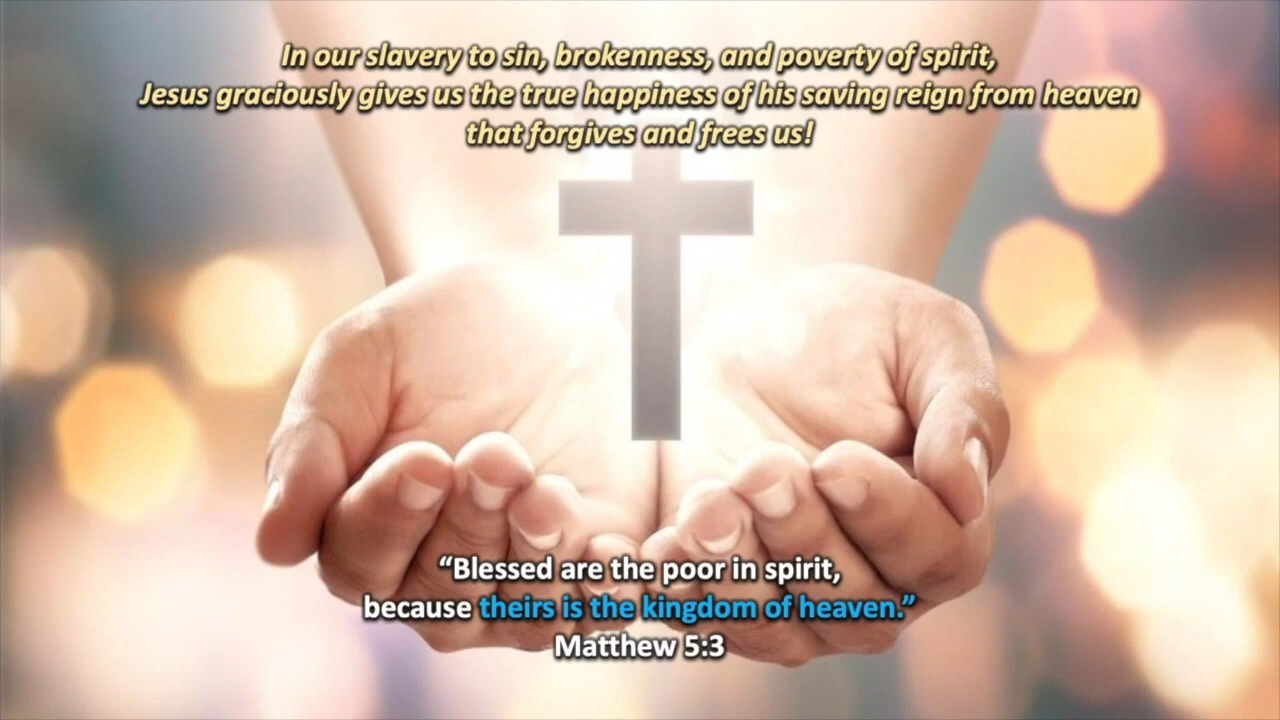 In our slavery to sin, brokenness, and poverty of spirit,
Jesus graciously gives us the true happiness of his saving reign from heaven
that forgives and frees us!
“Blessed are the poor in spirit,
because theirs is the kingdom of heaven.”
Matthew 5:3